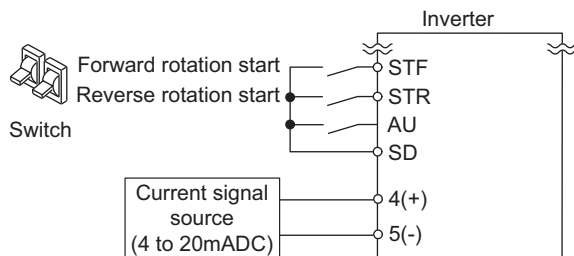 Inverter
Forward rotation start
STF
Reverse rotation start
STR
Switch
AU
SD
Current signal
source
(4 to 20mADC)
4(+)
5(-)